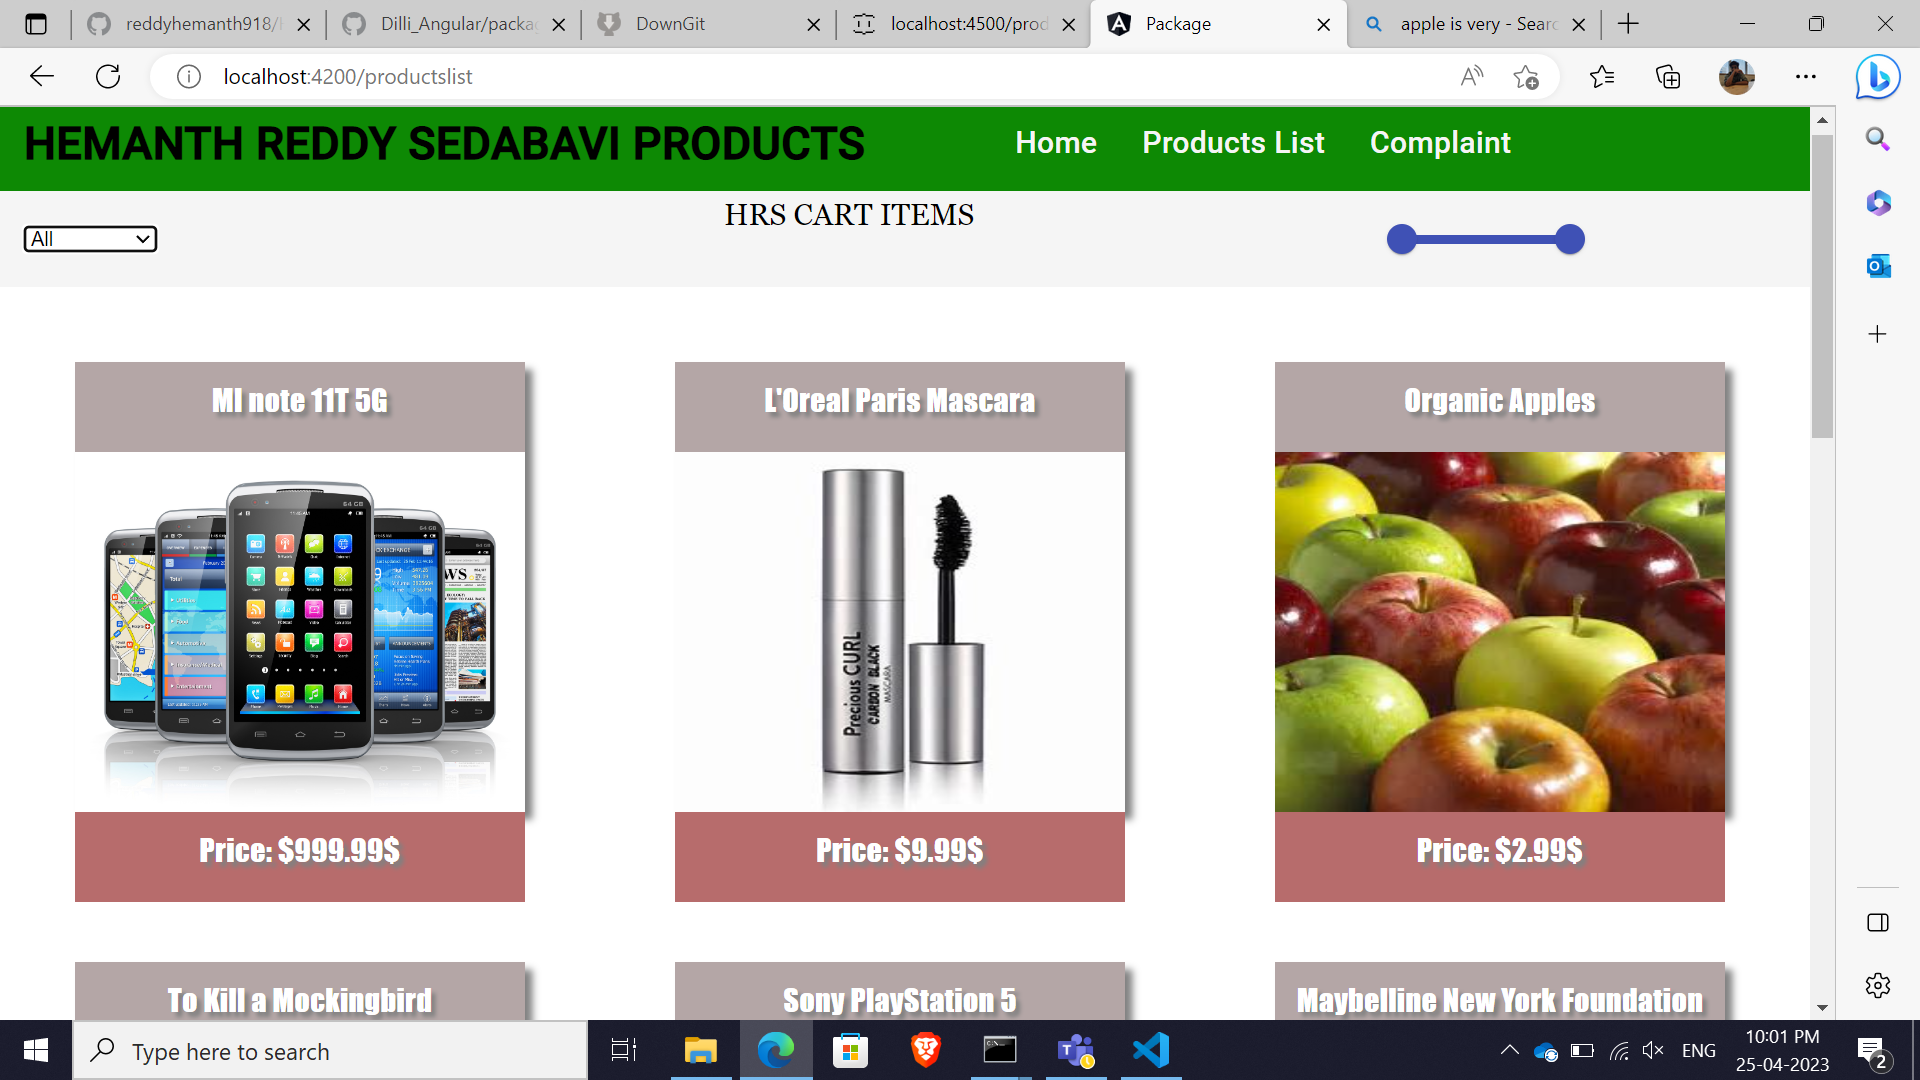 reddyhemanth918/
Dilli_Angular/packa
DownGit
localhost:4500/prod
Package
apple is very - Searc
localhost:4200/productslist
HEMANTH REDDY SEDABAVI PRODUCTS
Home
Products List
Complaint
HRS CART ITEMS
All
MI note 11T 5G
L'Oreal Paris Mascara
Organic Apples
Precious CURL
CARBON BLACK
MASCARA
Price: $999.99$
Price: $9.99$
Price: $2.99$
To Kill a Mockingbird
Sony PlayStation 5
Maybelline New York Foundation
Type here to search
ENG
10:01 PM
25-04-2023
2